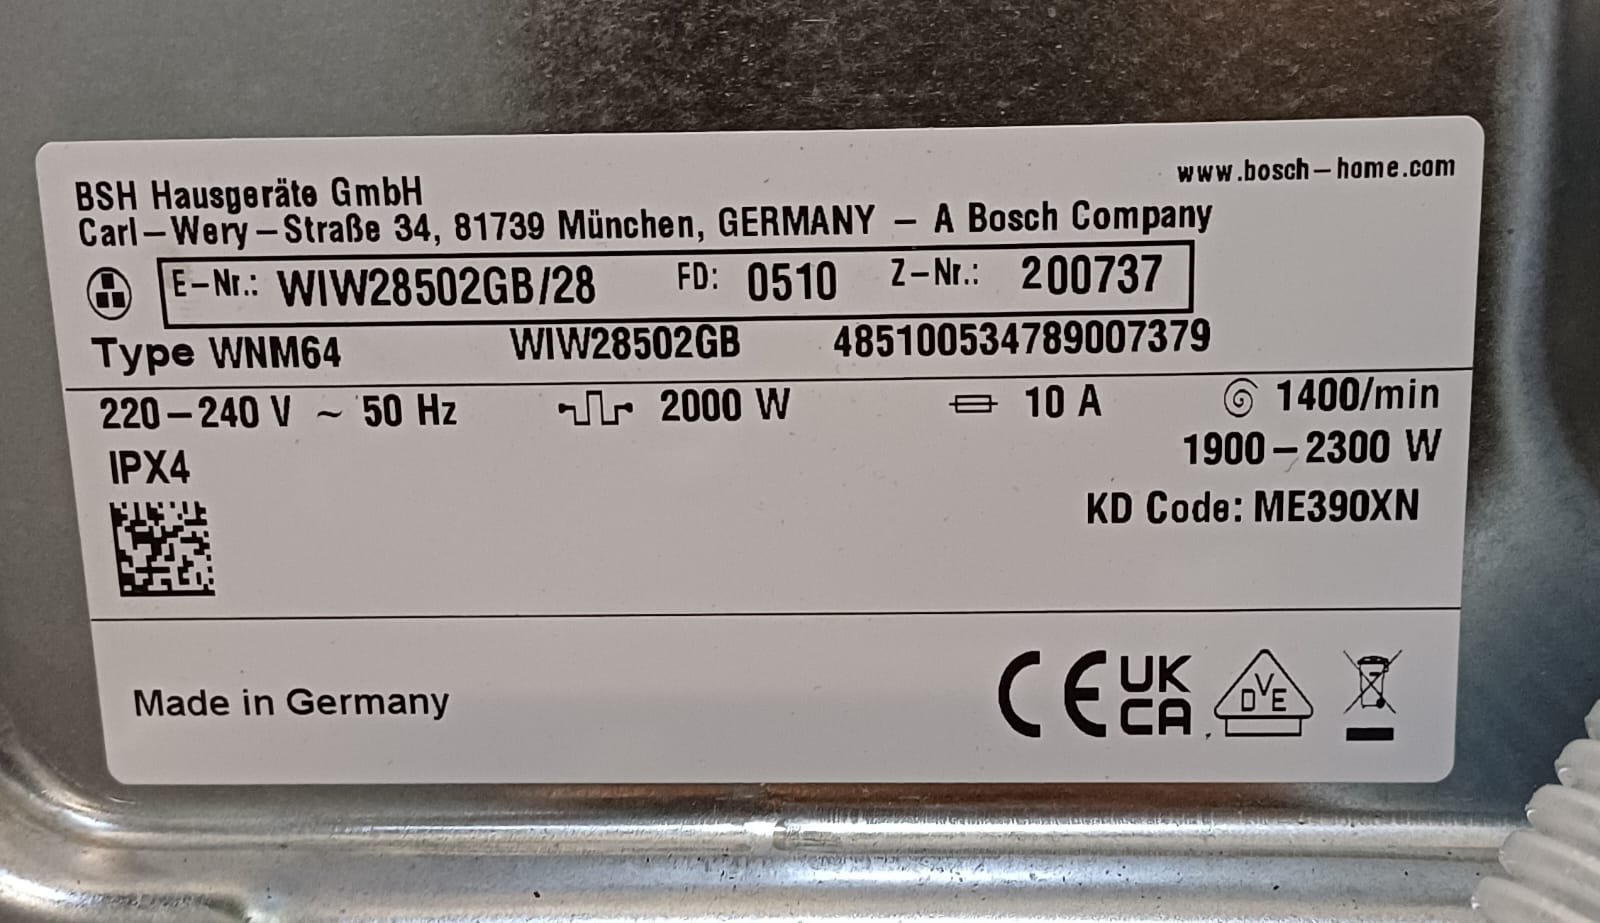 www.bosch-home.com
BSH Hausgeräte GmbH
Carl-Wery-Straße 34, 81739 München, GERMANY - A Bosch Company
E-Nr.: WIW28502GB/28 FD: 0510 Z-Nr.: 200737
Type WNM64 WIW28502GB 485100534789007379
220-240 V ~ 50 Hz 2000 W 10 A 1400/min
1900-2300 W
IPX4
KD Code: ME390XN
Made in Germany
CE UK CA DVE